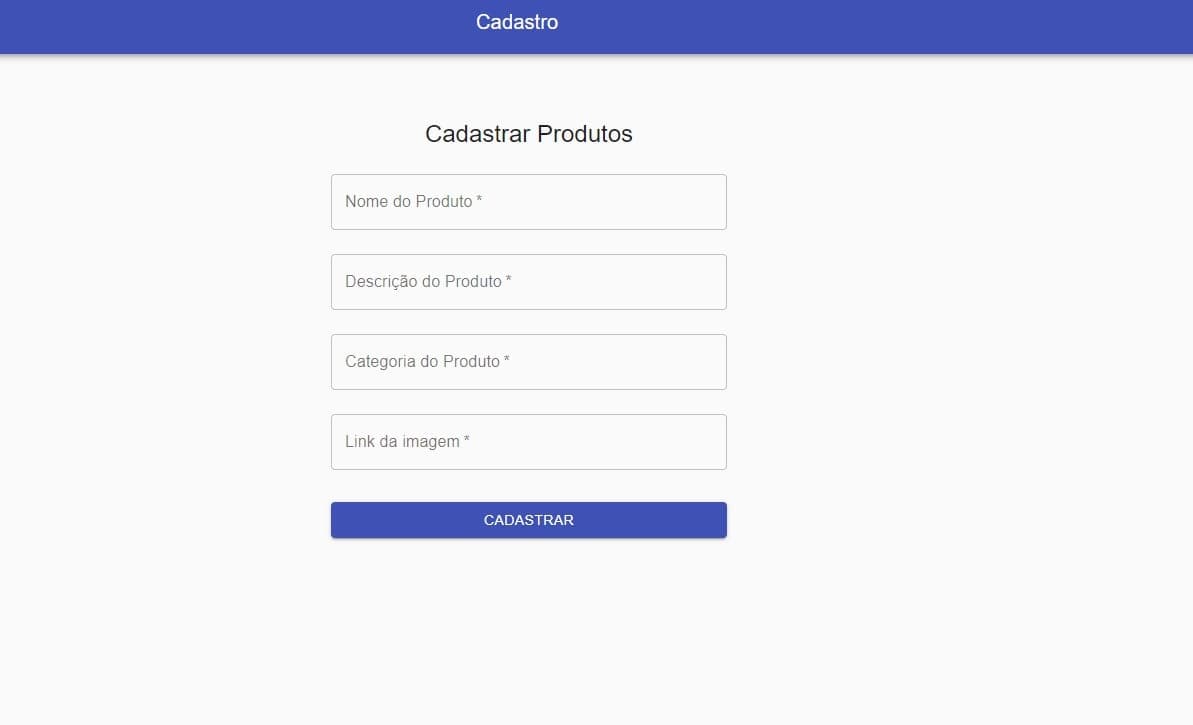 Cadastro
Cadastrar Produtos
Nome do Produto *
Descrição do Produto *
Categoria do Produto *
Link da imagem *
CADASTRAR